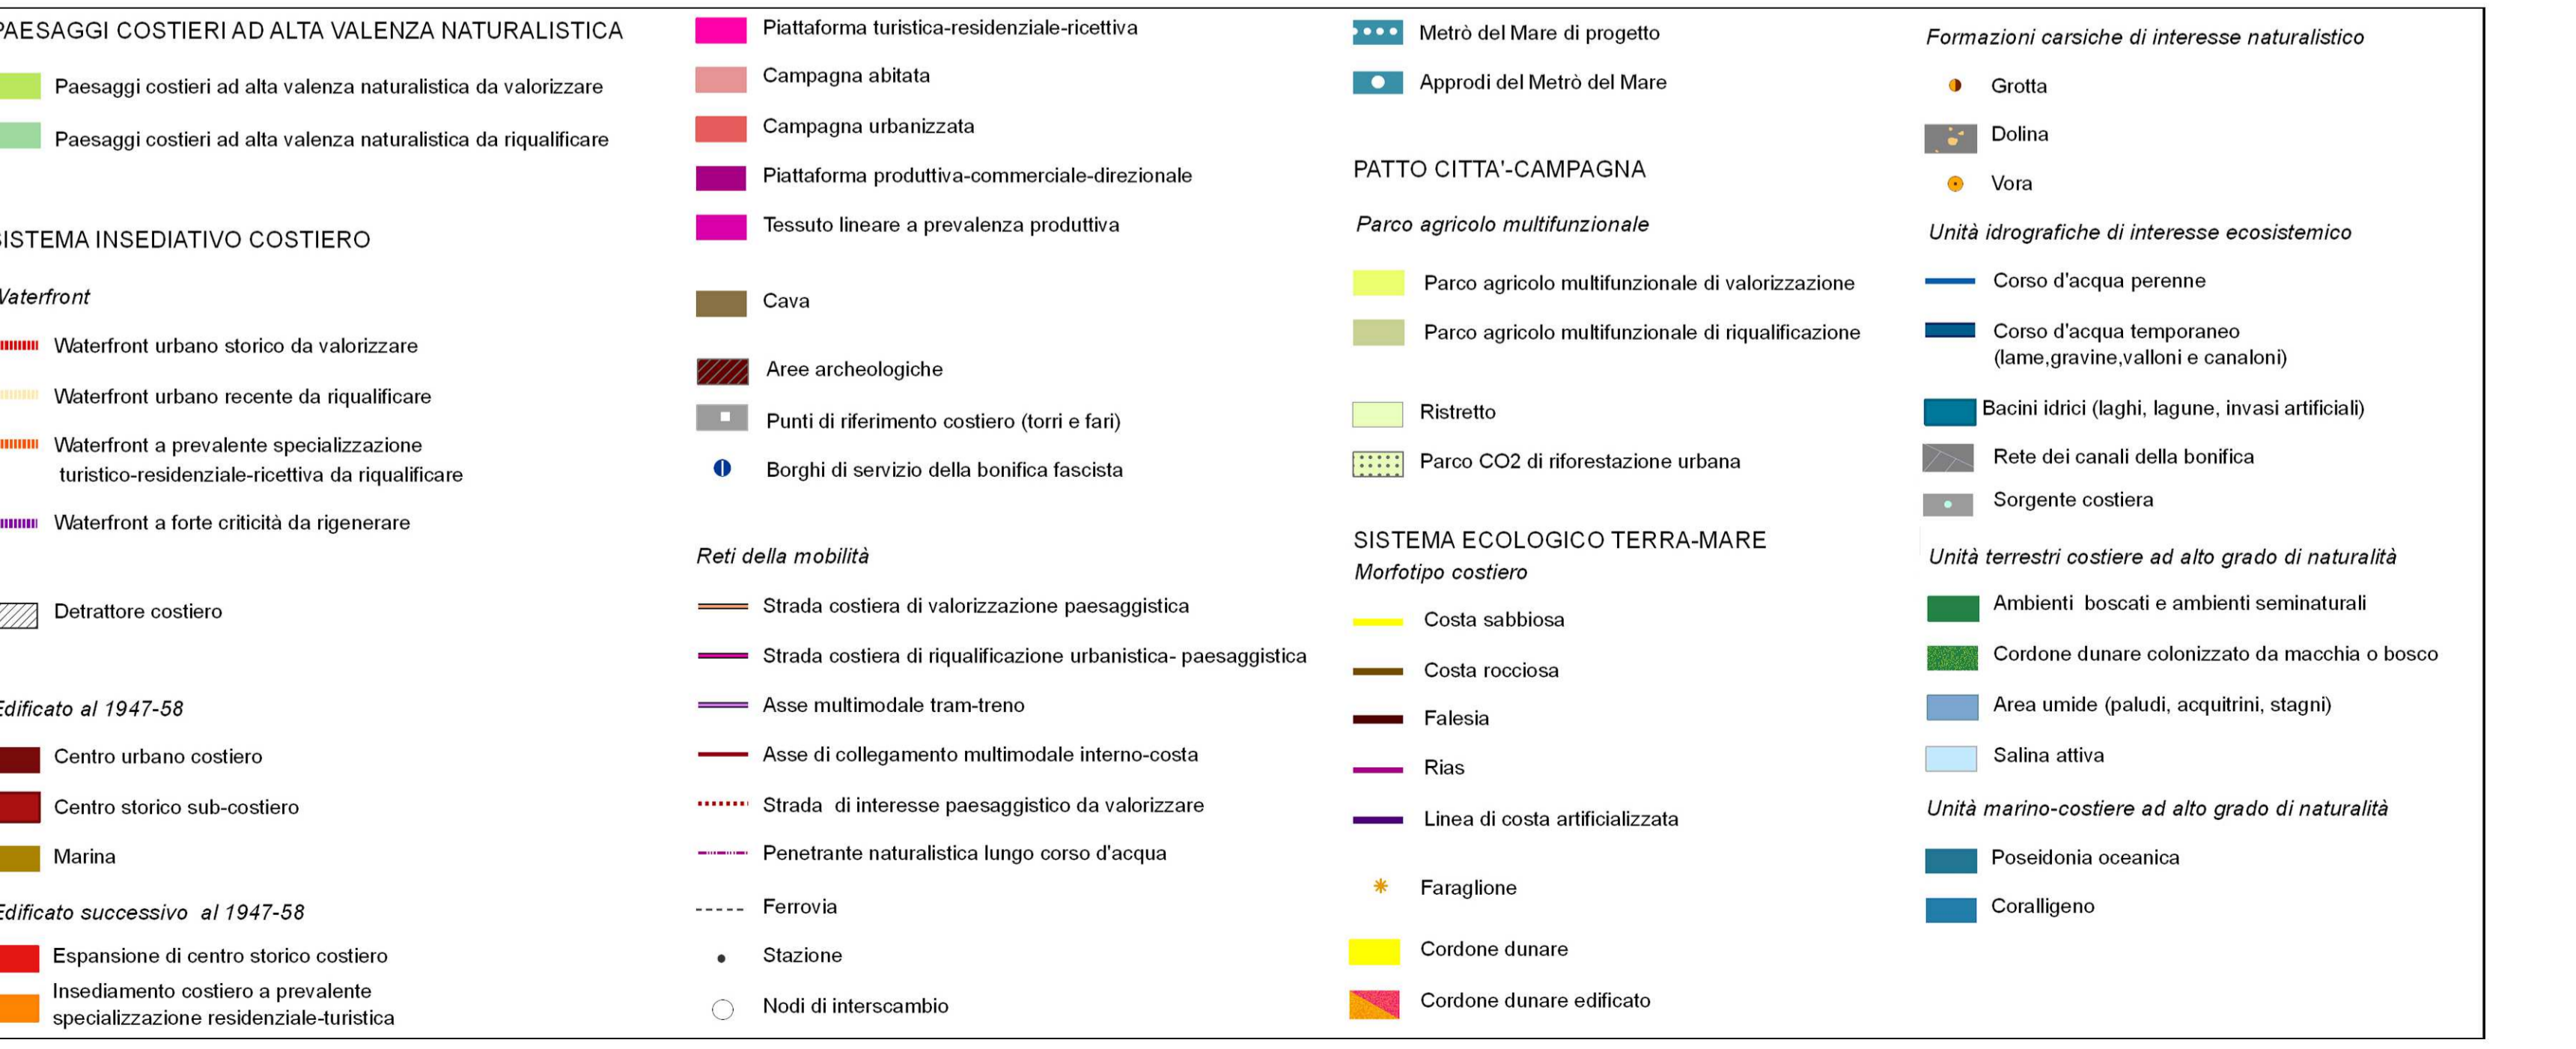 PAESAGGI COSTIERI AD ALTA VALENZA NATURALISTICA
Paesaggi costieri ad alta valenza naturalistica da valorizzare
Paesaggi costieri ad alta valenza naturalistica da riqualificare
SISTEMA INSEDIATIVO COSTIERO
Waterfront
Waterfront urbano storico da valorizzare
Waterfront urbano recente da riqualificare
Waterfront a prevalente specializzazione
turistico-residenziale-ricettiva da riqualificare
Waterfront a forte criticità da rigenerare
Detrattore costiero
Edificato al 1947-58
Centro urbano costiero
Centro storico sub-costiero
Marina
Edificato successivo al 1947-58
Espansione di centro storico costiero
Insediamento costiero a prevalente
specializzazione residenziale-turistica
Piattaforma turistica-residenziale-ricettiva
Campagna abitata
Campagna urbanizzata
Piattaforma produttiva-commerciale-direzionale
Tessuto lineare a prevalenza produttiva
Cava
Aree archeologiche
Punti di riferimento costiero (torri e fari)
Borghi di servizio della bonifica fascista
Reti della mobilità
Strada costiera di valorizzazione paesaggistica
Strada costiera di riqualificazione urbanistica- paesaggistica
Asse multimodale tram-treno
Asse di collegamento multimodale interno-costa
Strada di interesse paesaggistico da valorizzare
Penetrante naturalistica lungo corso d'acqua
Ferrovia
Stazione
Nodi di interscambio
Metrò del Mare di progetto
Approdi del Metrò del Mare
PATTO CITTA'-CAMPAGNA
Parco agricolo multifunzionale
Parco agricolo multifunzionale di valorizzazione
Parco agricolo multifunzionale di riqualificazione
Ristretto
Parco CO2 di riforestazione urbana
SISTEMA ECOLOGICO TERRA-MARE
Morfotipo costiero
Costa sabbiosa
Costa rocciosa
Falesia
Rias
Linea di costa artificializzata
Faraglione
Cordone dunare
Cordone dunare edificato
Formazioni carsiche di interesse naturalistico
Grotta
Dolina
Vora
Unità idrografiche di interesse ecosistemico
Corso d'acqua perenne
Corso d'acqua temporaneo
(lame,gravine,valloni e canaloni)
Bacini idrici (laghi, lagune, invasi artificiali)
Rete dei canali della bonifica
Sorgente costiera
Unità terrestri costiere ad alto grado di naturalità
Ambienti boscati e ambienti seminaturali
Cordone dunare colonizzato da macchia o bosco
Area umide (paludi, acquitrini, stagni)
Salina attiva
Unità marino-costiere ad alto grado di naturalità
Poseidonia oceanica
Coralligeno